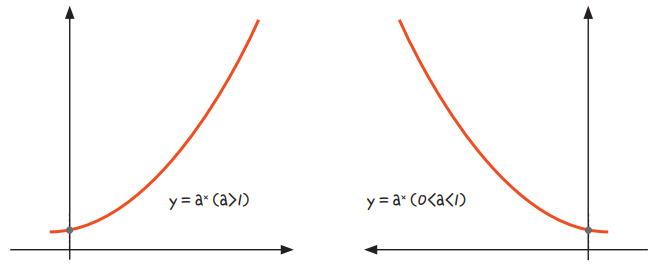 y = aˣ (a>1)
y = aˣ (0<a<1)